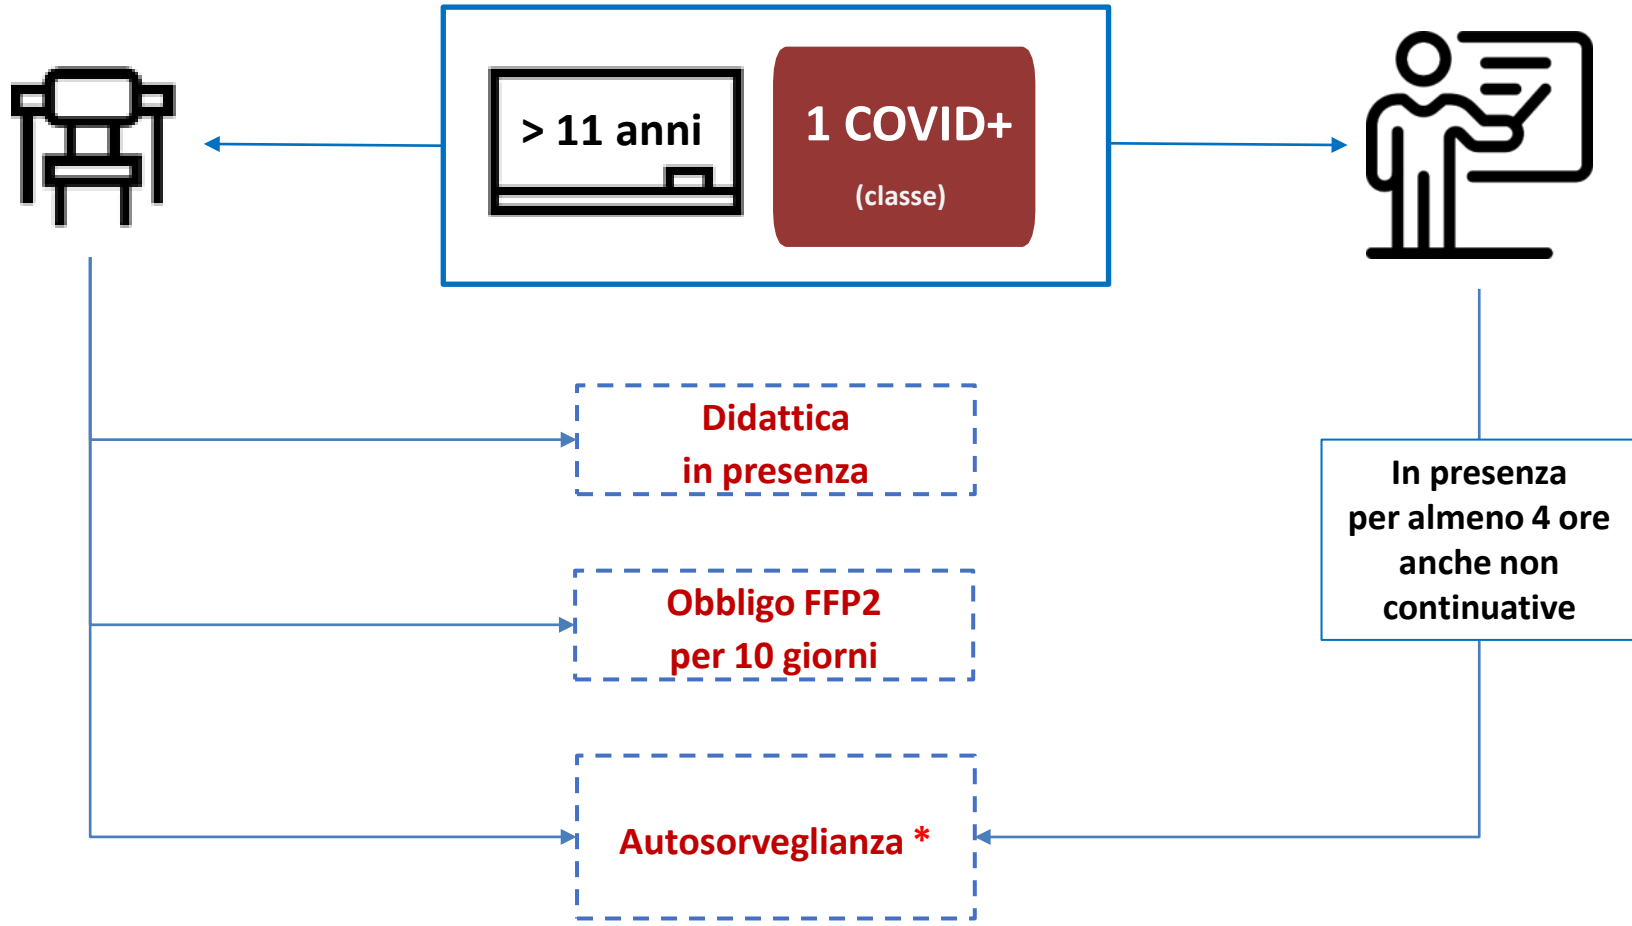 > 11 anni
1 COVID+
(classe)
Didattica
in presenza
Obbligo FFP2
per 10 giorni
Autosorveglianza *
In presenza
per almeno 4 ore
anche non
continuative